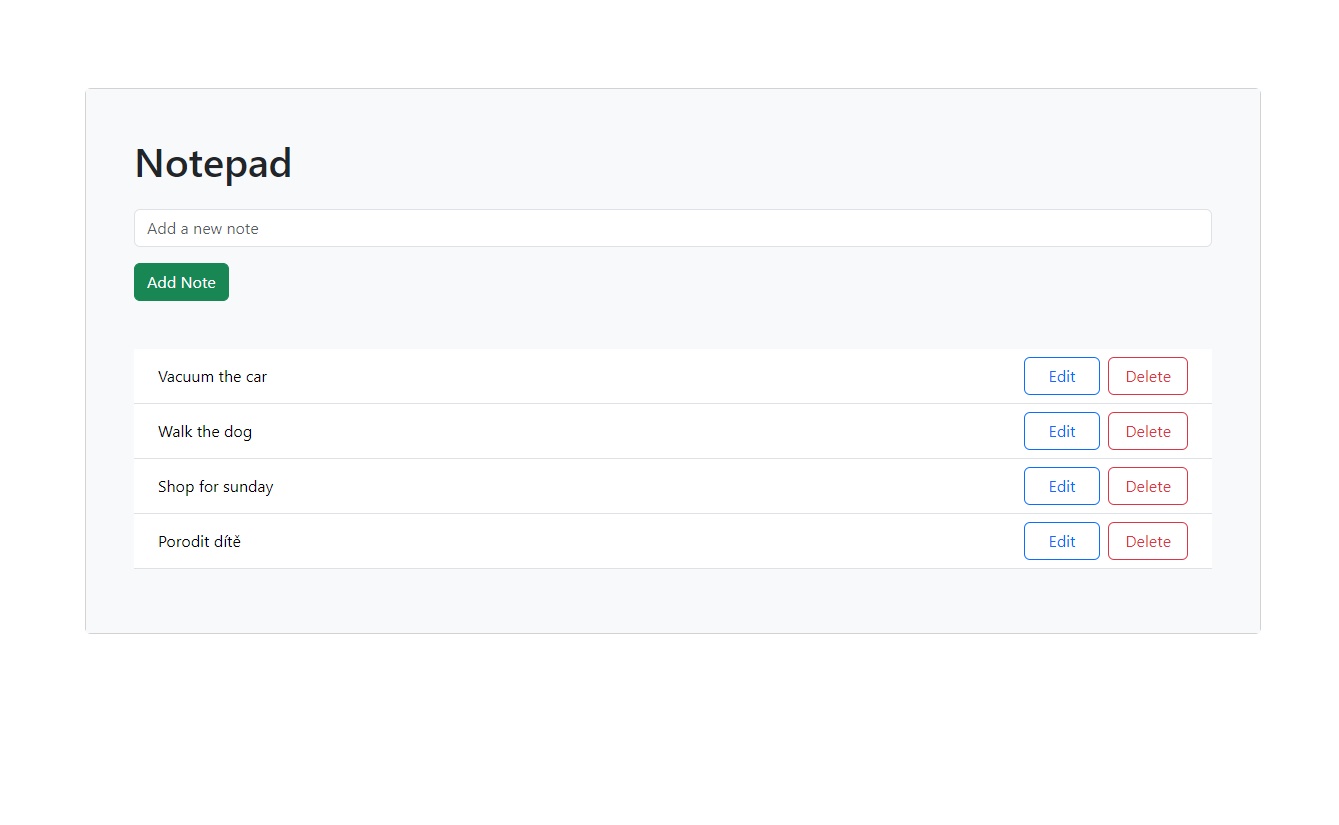 Notepad
Add a new note
Add Note
Vacuum the car Edit Delete
Walk the dog Edit Delete
Shop for sunday Edit Delete
Porodit dítě Edit Delete